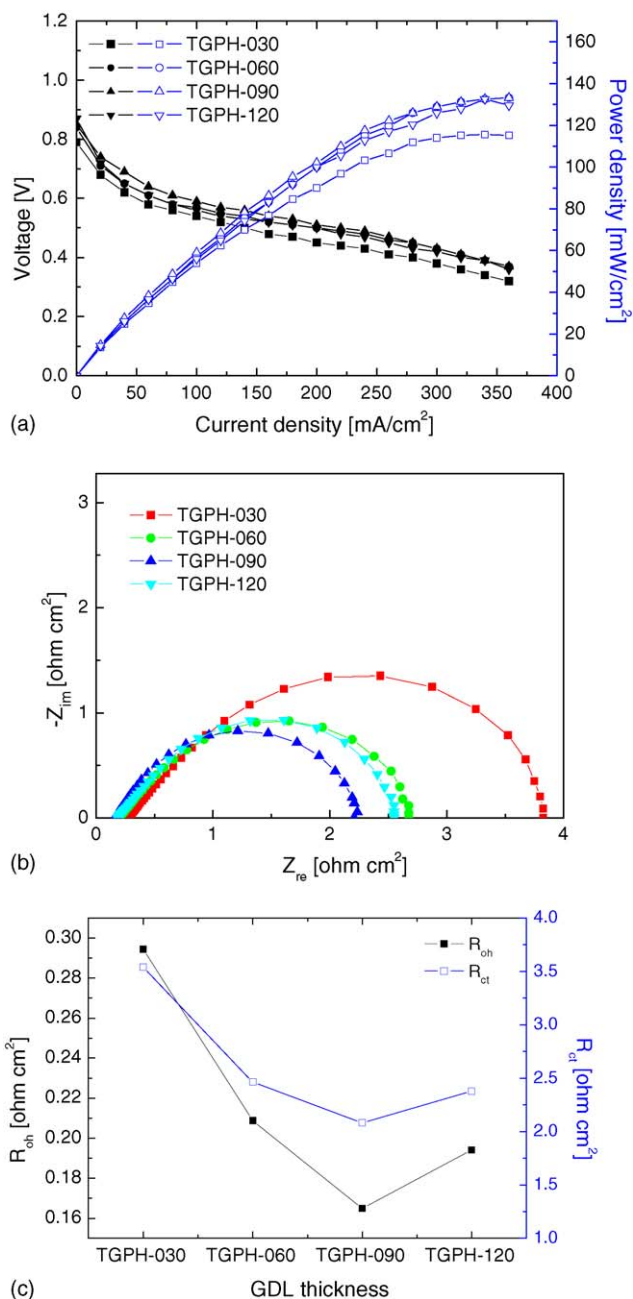 1.2
1.0
0.8
0.6
0.4
0.2
0.0
Voltage [V]
TGPH-030
TGPH-060
TGPH-090
TGPH-120
160
140
120
100
80
60
40
20
0
Power density [mW/cm²]
0 50 100 150 200 250 300 350 400
Current density [mA/cm²]
(a)
3
2
1
0
-Z_im [ohm cm²]
TGPH-030
TGPH-060
TGPH-090
TGPH-120
0 1 2 3 4
Z_re [ohm cm²]
(b)
0.30
0.28
0.26
0.24
0.22
0.20
0.18
0.16
R_oh [ohm cm²]
R_oh
R_ct
4.0
3.5
3.0
2.5
2.0
1.5
1.0
R_ct [ohm cm²]
TGPH-030 TGPH-060 TGPH-090 TGPH-120
GDL thickness
(c)